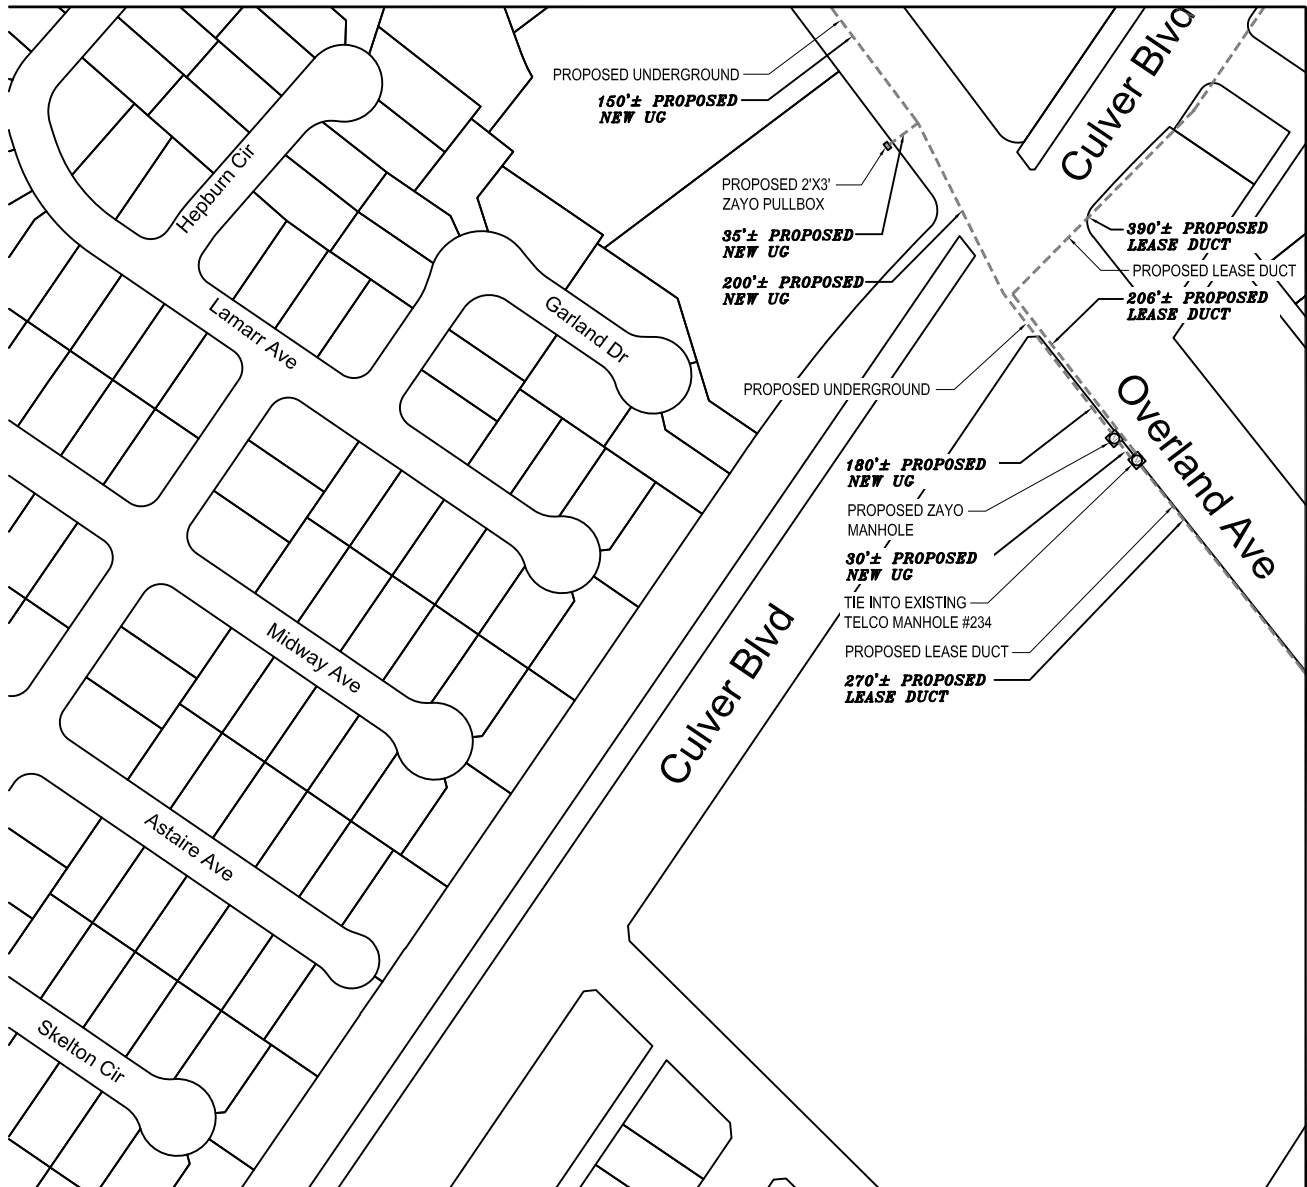 Culver Blvd
PROPOSED UNDERGROUND
150'± PROPOSED
NEW UG
Hepburn Cir
PROPOSED 2'X3'
ZAYO PULLBOX
35'± PROPOSED
NEW UG
200'± PROPOSED
NEW UG
390'± PROPOSED
LEASE DUCT
PROPOSED LEASE DUCT
206'± PROPOSED
LEASE DUCT
Lamarr Ave
Garland Dr
PROPOSED UNDERGROUND
Overland Ave
180'± PROPOSED
NEW UG
PROPOSED ZAYO
MANHOLE
30'± PROPOSED
NEW UG
TIE INTO EXISTING
TELCO MANHOLE #234
PROPOSED LEASE DUCT
270'± PROPOSED
LEASE DUCT
Culver Blvd
Midway Ave
Astaire Ave
Skelton Cir